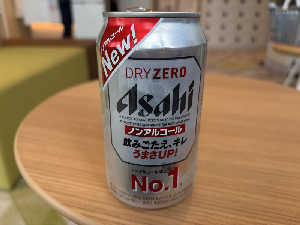 New!
DRY ZERO
Asahi
ノンアルコール
飲みごたえ、キレ
うまさUP!
No.1